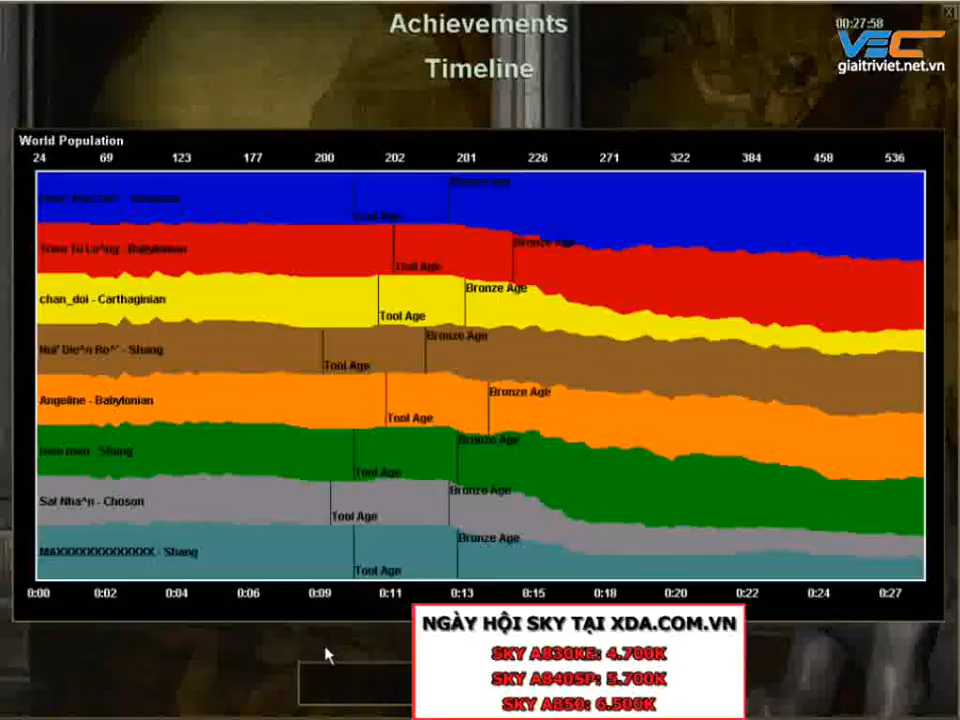 Achievements
00:27:58
VEC
giaitriviet.net.vn
Timeline
World Population
24 69 123 177 200 202 201 226 271 322 384 458 536
Bronze Age
Tool Age
Babylonian
Bronze Age
Tool Age
chan_doi - Carthaginian
Bronze Age
Tool Age
Shang
Bronze Age
Tool Age
Angeline - Babylonian
Bronze Age
Tool Age
Shang
Bronze Age
Tool Age
Sat Nha^n - Choson
Bronze Age
Tool Age
MAXXXXXXXXXXXXX - Shang
Bronze Age
Tool Age
0:00 0:02 0:04 0:06 0:09 0:11 0:13 0:15 0:18 0:20 0:22 0:24 0:27
NGÀY HỘI SKY TẠI XDA.COM.VN
SKY A830KE: 4.700K
SKY A840SP: 5.700K
SKY A850: 6.500K